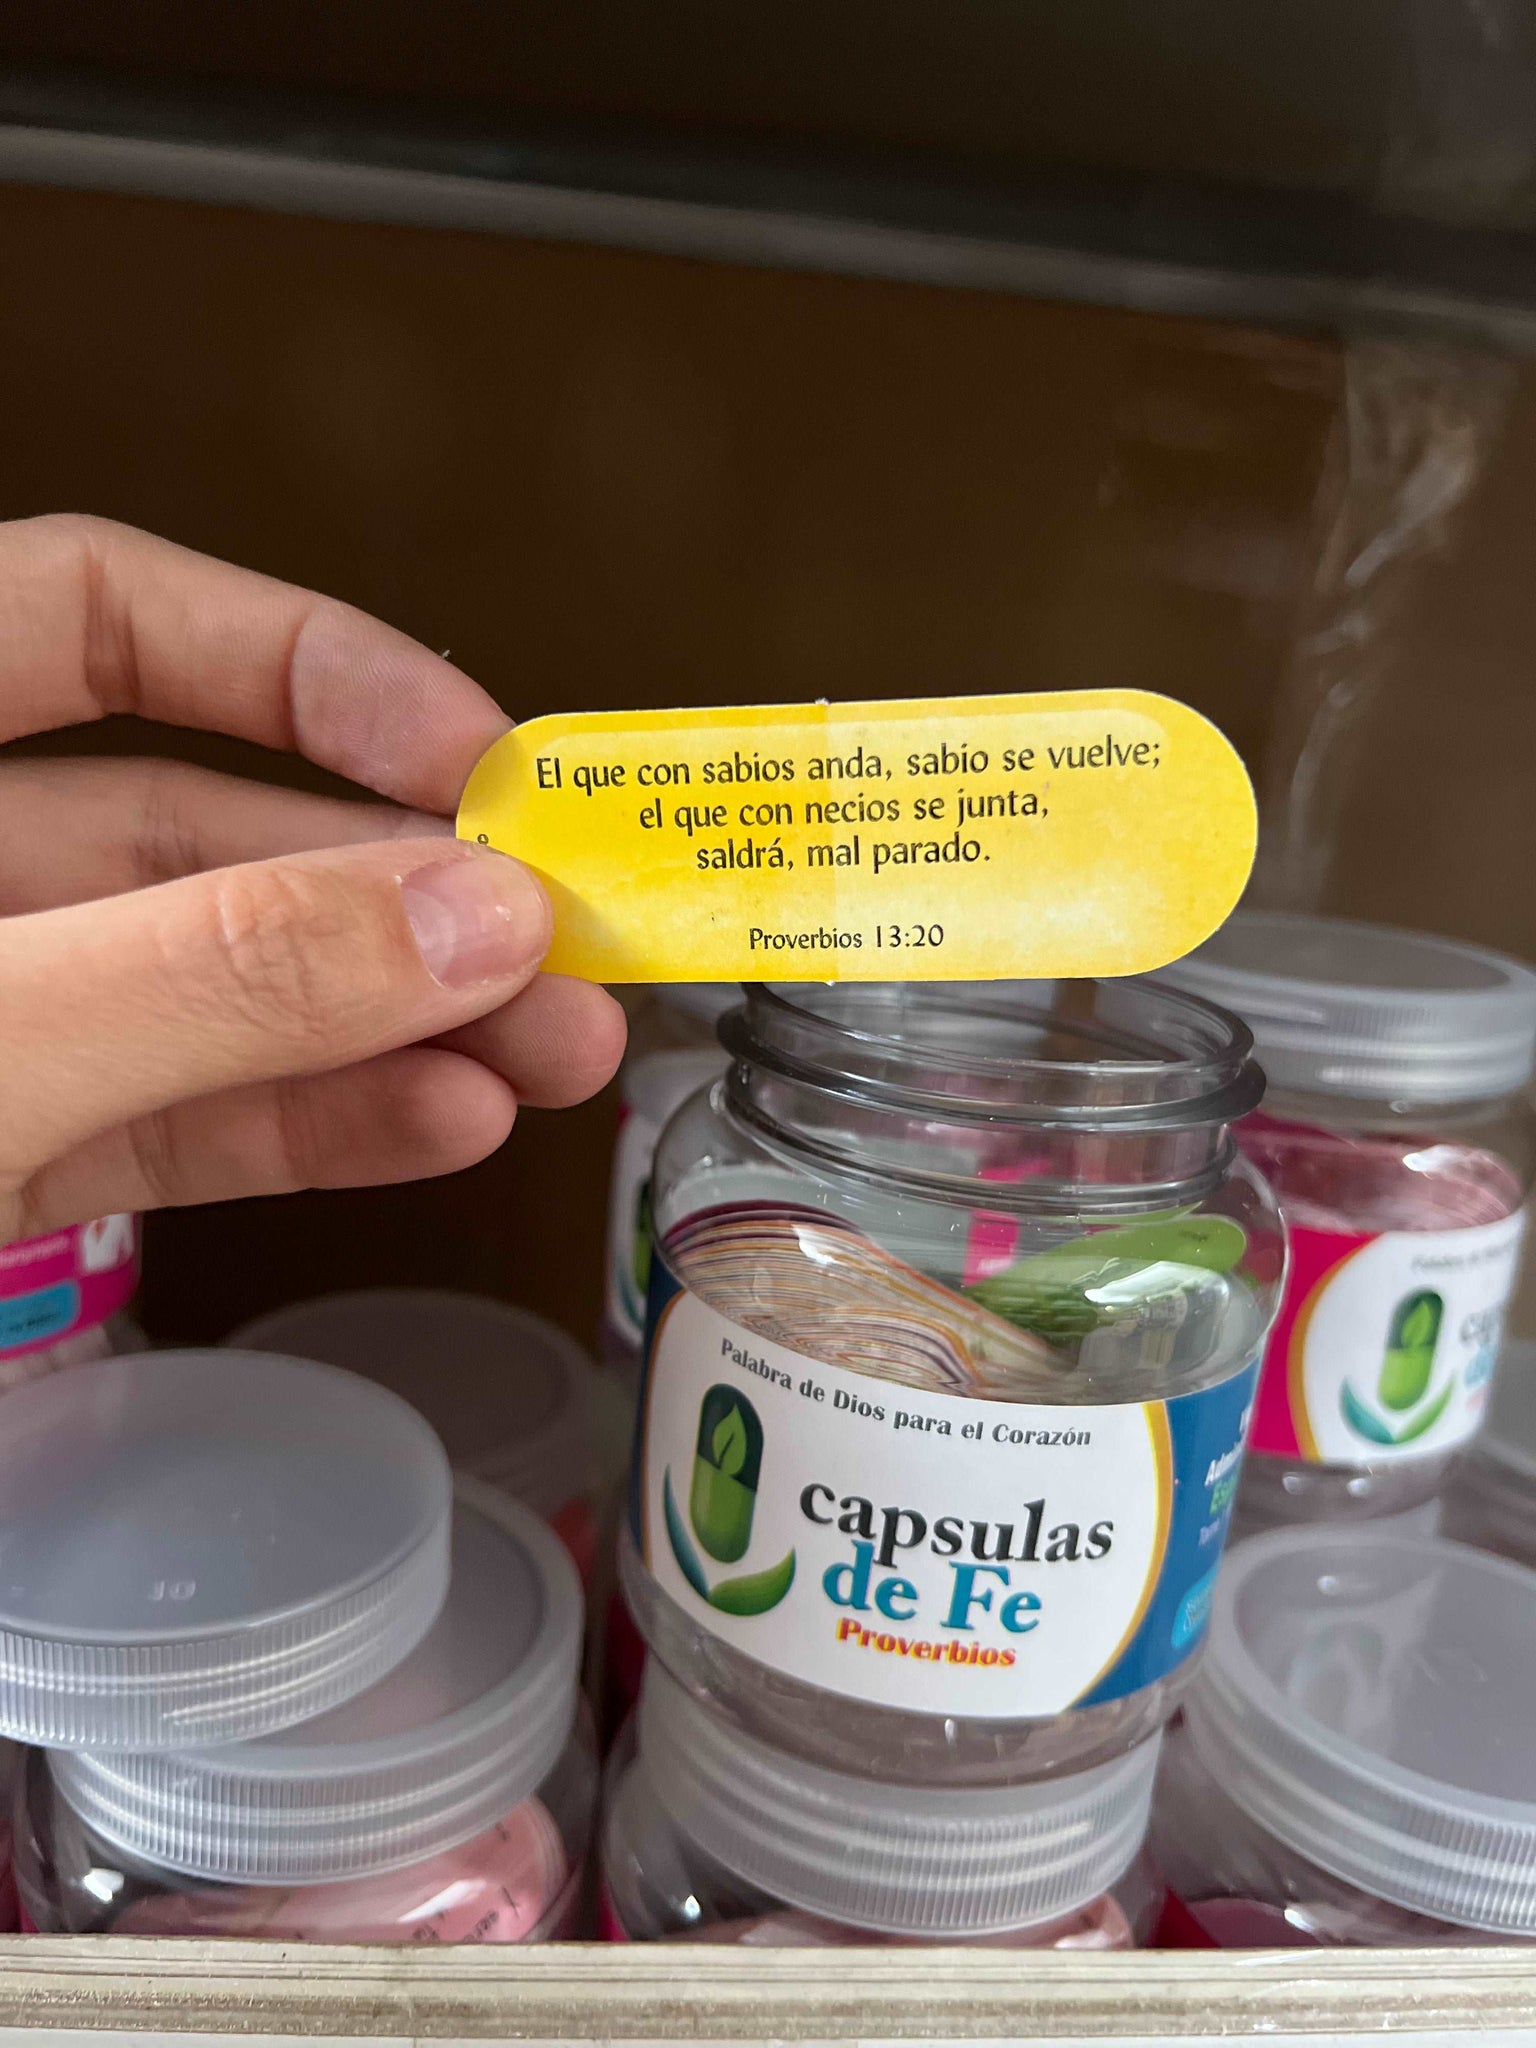 El que con sabios anda, sabio se vuelve;
el que con necios se junta,
saldrá, mal parado.
Proverbios 13:20
Palabra de Dios para el Corazón
capsulas
de Fe
Proverbios
10